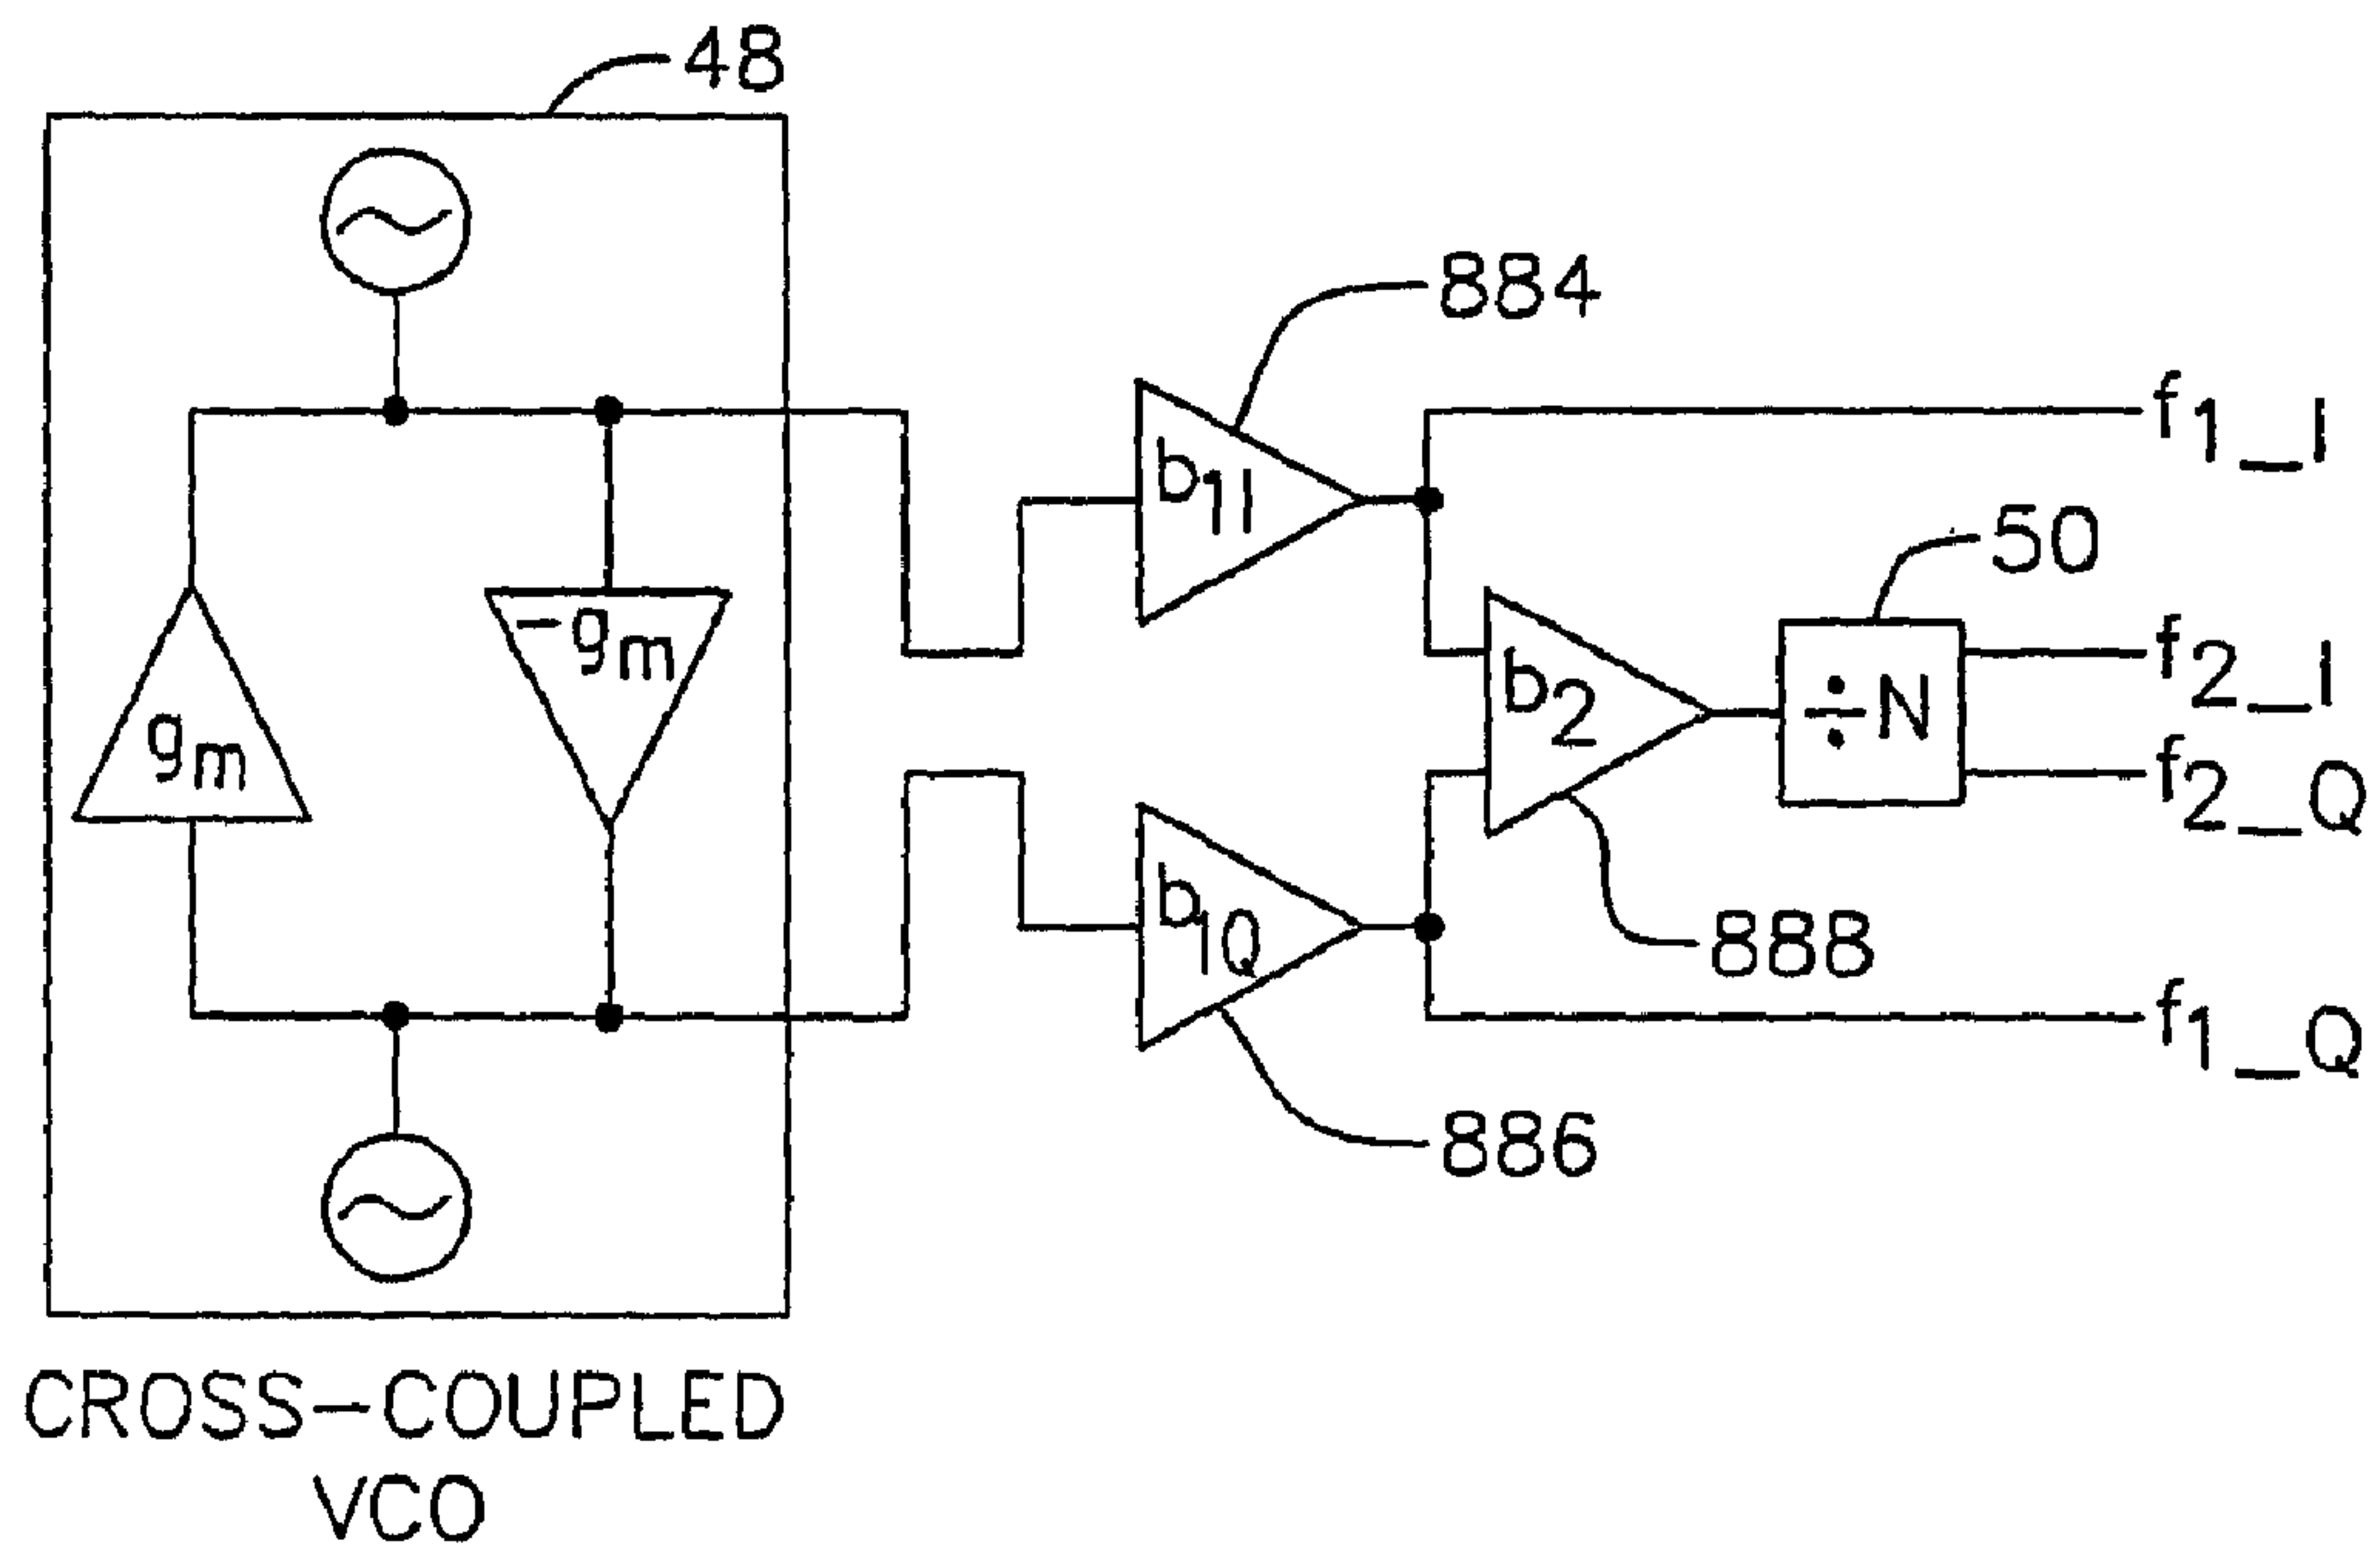 48
884
b1I
f1_I
50
-gm
f2_I
gm
b2
÷N
f2_Q
b1Q
888
f1_Q
886
CROSS-COUPLED
VCO